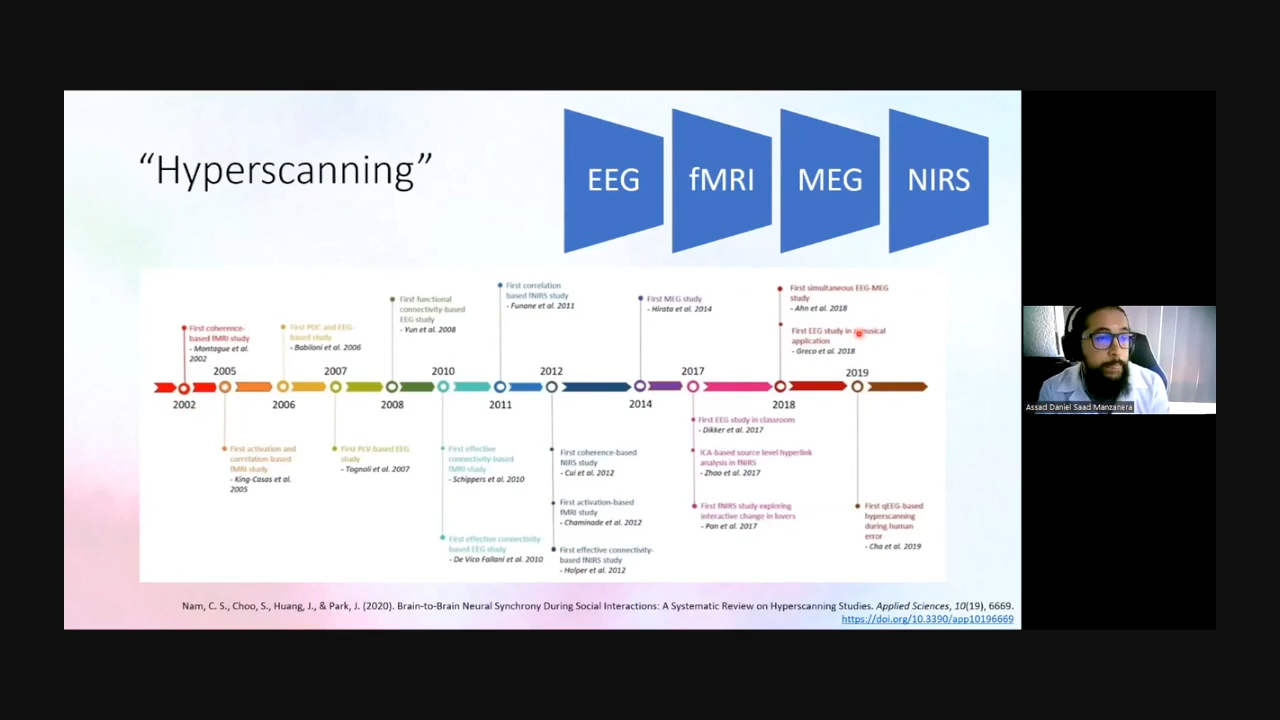 “Hyperscanning”
EEG
fMRI
MEG
NIRS
First coherence-
based fMRI study
- Montague et al.
2002
First PDC and EEG-
based study
- Babiloni et al. 2006
First functional
connectivity-based
EEG study
- Yun et al. 2008
First correlation
based fNIRS study
- Funane et al. 2011
First MEG study
- Hirata et al. 2014
First simultaneous EEG-MEG
study
- Ahn et al. 2018
First EEG study in musical
application
- Greco et al. 2018
2005
2007
2010
2012
2017
2019
2002
2006
2008
2011
2014
2018
First activation and
correlation-based
fMRI study
- King-Casas et al.
2005
First PLV-based EEG
study
- Tognoli et al. 2007
First effective
connectivity-based
fMRI study
- Schippers et al. 2010
First effective connectivity-
based EEG study
- De Vico Fallani et al. 2010
First coherence-based
NIRS study
- Cui et al. 2012
First activation-based
fMRI study
- Chaminade et al. 2012
First effective connectivity-
based fNIRS study
- Holper et al. 2012
First EEG study in classroom
- Dikker et al. 2017
ICA-based source level hyperlink
analysis in fNIRS
- Zhao et al. 2017
First fNIRS study exploring
interactive change in lovers
- Pan et al. 2017
First qEEG-based
hyperscanning
during human
error
- Cha et al. 2019
Nam, C. S., Choo, S., Huang, J., & Park, J. (2020). Brain-to-Brain Neural Synchrony During Social Interactions: A Systematic Review on Hyperscanning Studies. Applied Sciences, 10(19), 6669.
https://doi.org/10.3390/app10196669
Assad Daniel Saad Manzanera